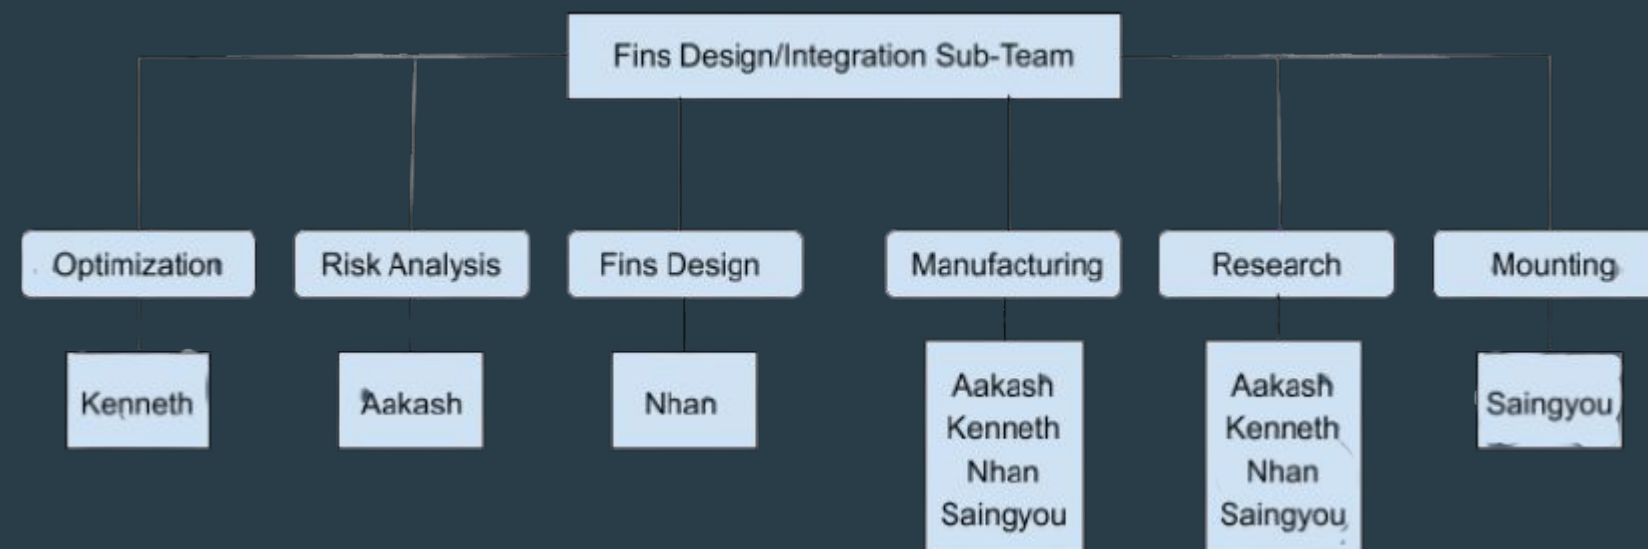 Fins Design/Integration Sub-Team
Optimization
Risk Analysis
Fins Design
Manufacturing
Research
Mounting
Kenneth
Aakash
Nhan
Aakash
Kenneth
Nhan
Saingyou
Aakash
Kenneth
Nhan
Saingyou
Saingyou